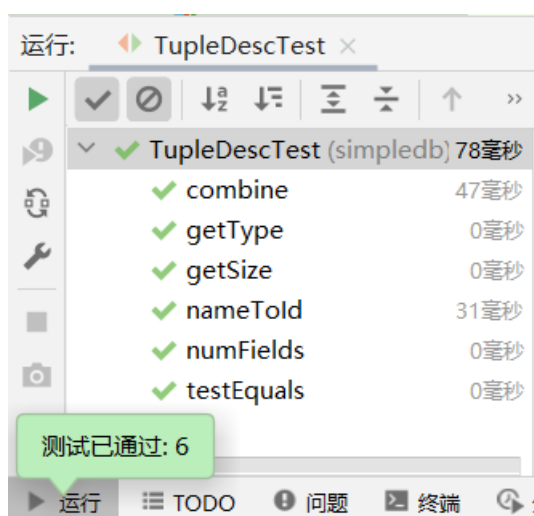 运行: TupleDescTest
TupleDescTest (simpledb) 78毫秒
combine 47毫秒
getType 0毫秒
getSize 0毫秒
nameToId 31毫秒
numFields 0毫秒
testEquals 0毫秒
测试已通过: 6
运行 TODO 问题 终端